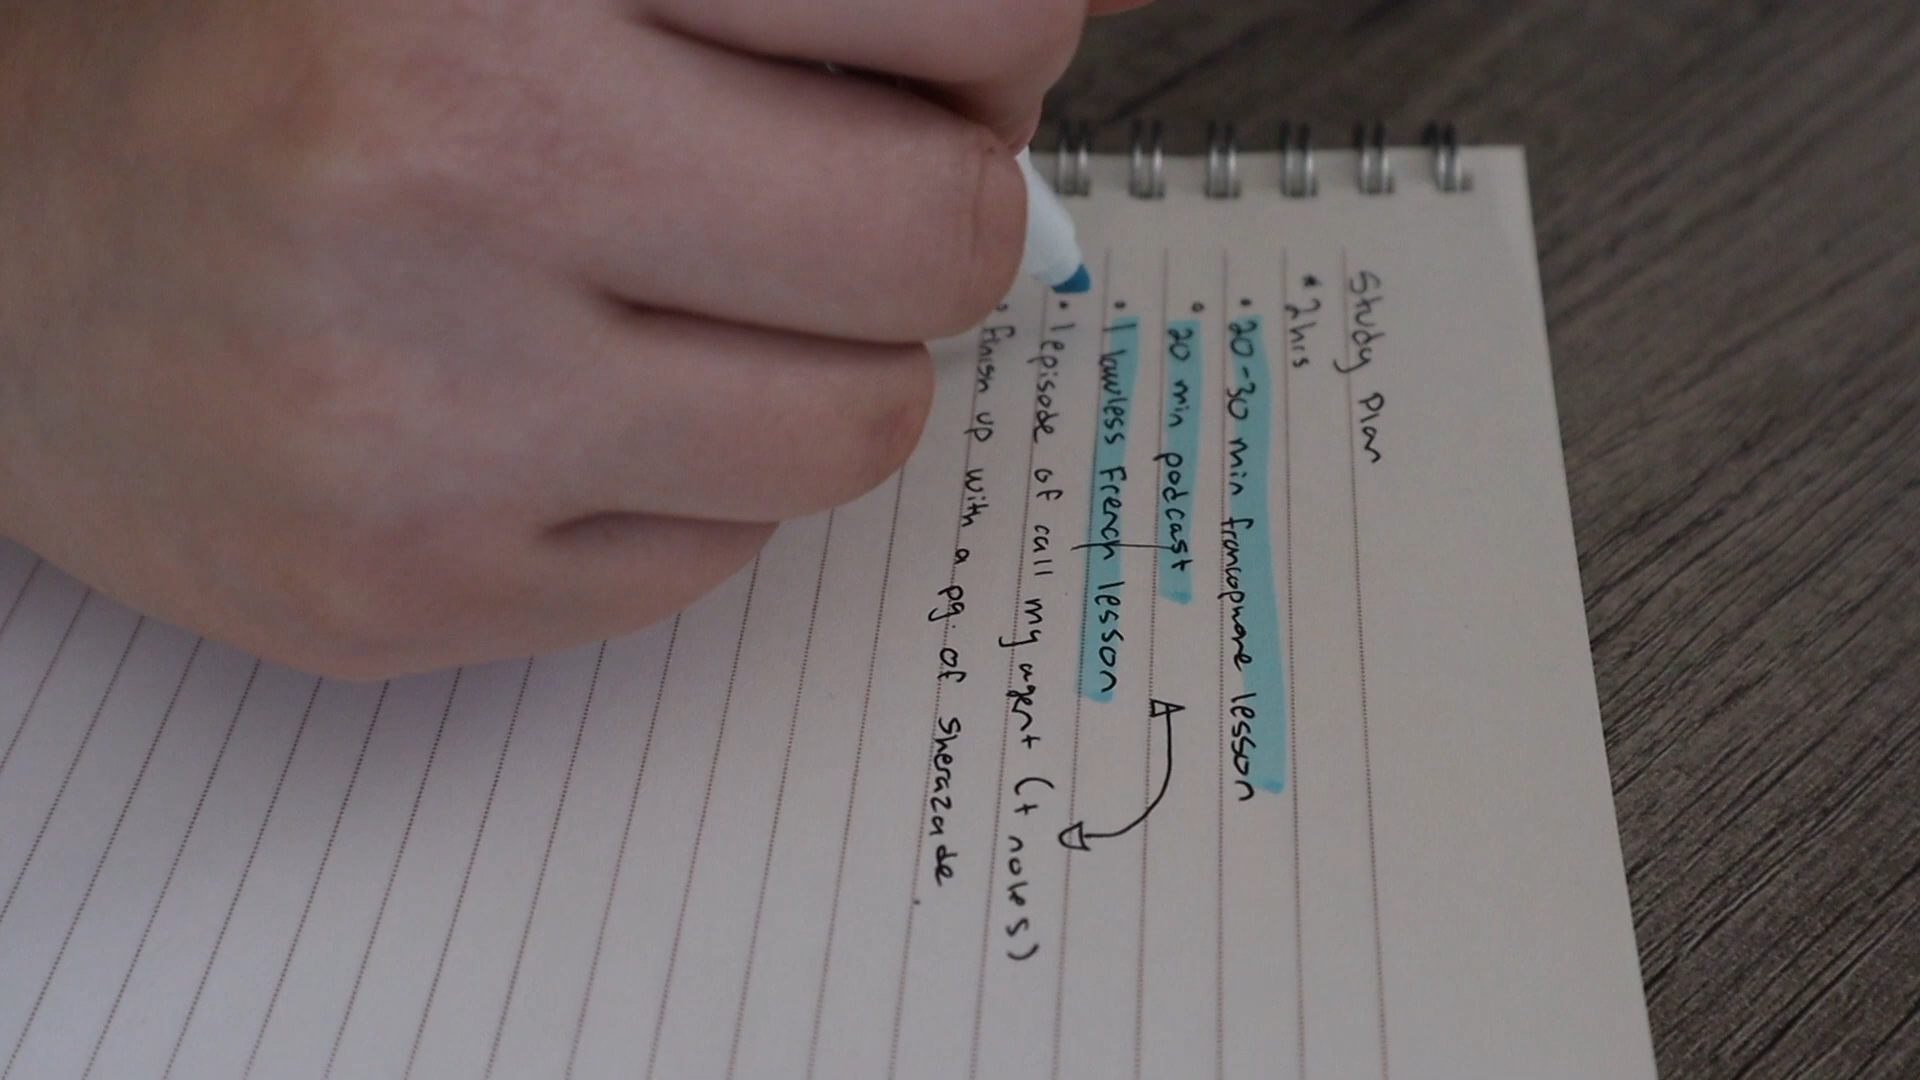 Study Plan
* 2hrs
• 20-30 min francophone lesson
• 20 min podcast
• 1 lawless French lesson
• 1 episode of call my agent (+ notes)
• finish up with a pg. of Sherazade.